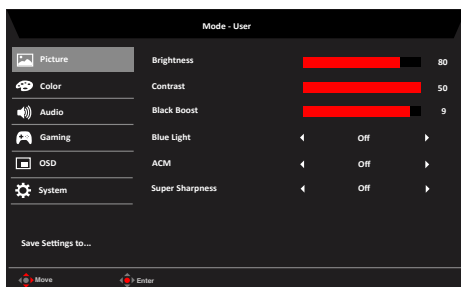 Mode - User
Picture
Brightness 80
Color
Contrast 50
Audio
Black Boost 9
Gaming
Blue Light Off
OSD
ACM Off
System
Super Sharpness Off
Save Settings to...
Move Enter